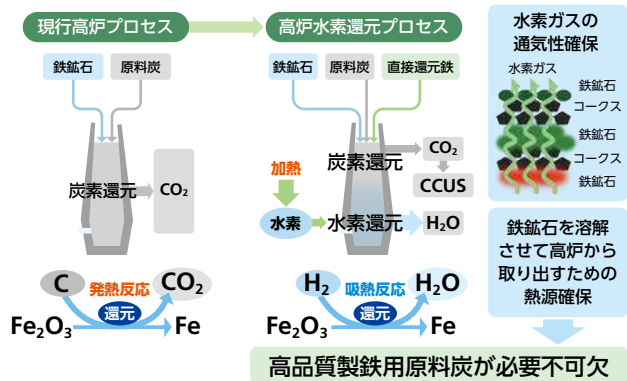 現行高炉プロセス
鉄鉱石
原料炭
炭素還元
CO₂
C
発熱反応
CO₂
還元
Fe₂O₃
Fe
高炉水素還元プロセス
鉄鉱石
原料炭
直接還元鉄
炭素還元
CO₂
CCUS
加熱
水素
水素還元
H₂O
H₂
吸熱反応
H₂O
還元
Fe₂O₃
Fe
水素ガスの
通気性確保
水素ガス
鉄鉱石
コークス
鉄鉱石
コークス
鉄鉱石
鉄鉱石を溶解
させて高炉から
取り出すための
熱源確保
高品質製鉄用原料炭が必要不可欠